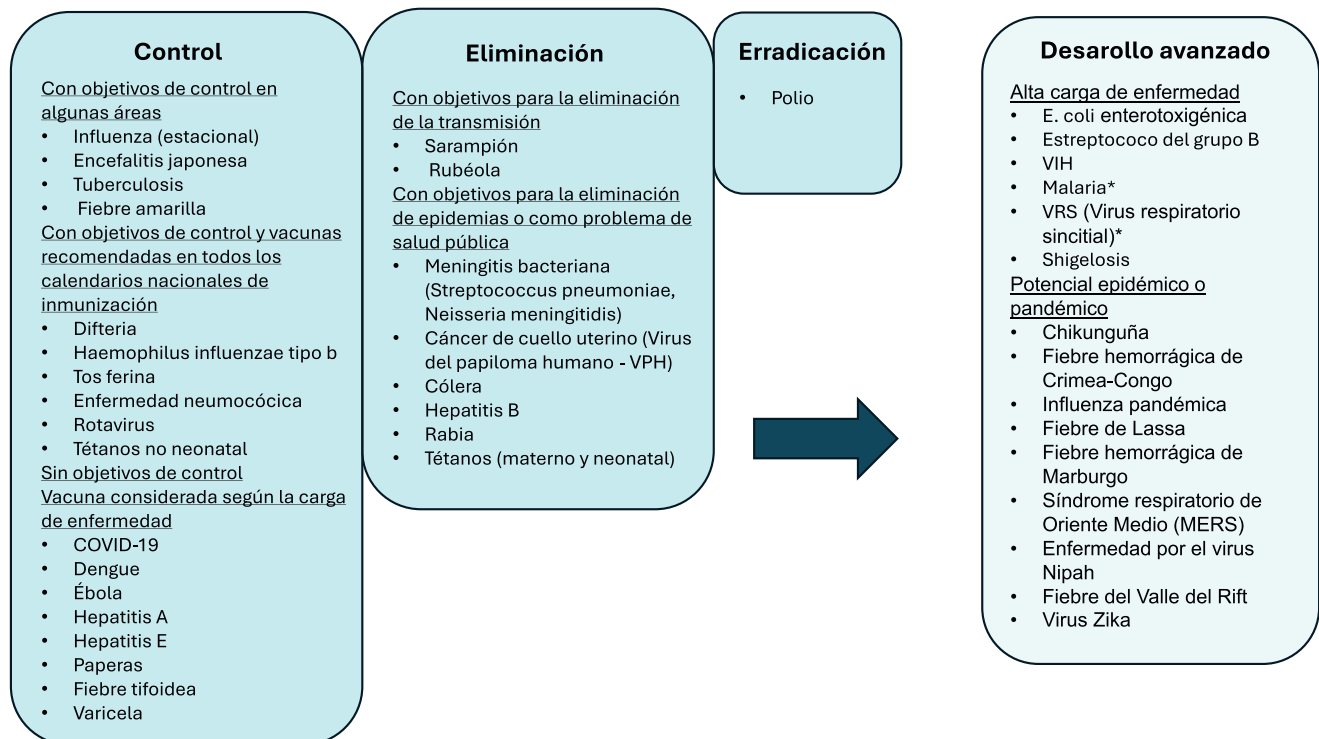 Control
Con objetivos de control en
algunas áreas
• Influenza (estacional)
• Encefalitis japonesa
• Tuberculosis
• Fiebre amarilla
Con objetivos de control y vacunas
recomendadas en todos los
calendarios nacionales de
inmunización
• Difteria
• Haemophilus influenzae tipo b
• Tos ferina
• Enfermedad neumocócica
• Rotavirus
• Tétanos no neonatal
Sin objetivos de control
Vacuna considerada según la carga
de enfermedad
• COVID-19
• Dengue
• Ébola
• Hepatitis A
• Hepatitis E
• Paperas
• Fiebre tifoidea
• Varicela
Eliminación
Con objetivos para la eliminación
de la transmisión
• Sarampión
• Rubéola
Con objetivos para la eliminación
de epidemias o como problema de
salud pública
• Meningitis bacteriana
(Streptococcus pneumoniae,
Neisseria meningitidis)
• Cáncer de cuello uterino (Virus
del papiloma humano - VPH)
• Cólera
• Hepatitis B
• Rabia
• Tétanos (materno y neonatal)
Erradicación
• Polio
Desarollo avanzado
Alta carga de enfermedad
• E. coli enterotoxigénica
• Estreptococo del grupo B
• VIH
• Malaria*
• VRS (Virus respiratorio
sincitial)*
• Shigelosis
Potencial epidémico o
pandémico
• Chikunguña
• Fiebre hemorrágica de
Crimea-Congo
• Influenza pandémica
• Fiebre de Lassa
• Fiebre hemorrágica de
Marburgo
• Síndrome respiratorio de
Oriente Medio (MERS)
• Enfermedad por el virus
Nipah
• Fiebre del Valle del Rift
• Virus Zika